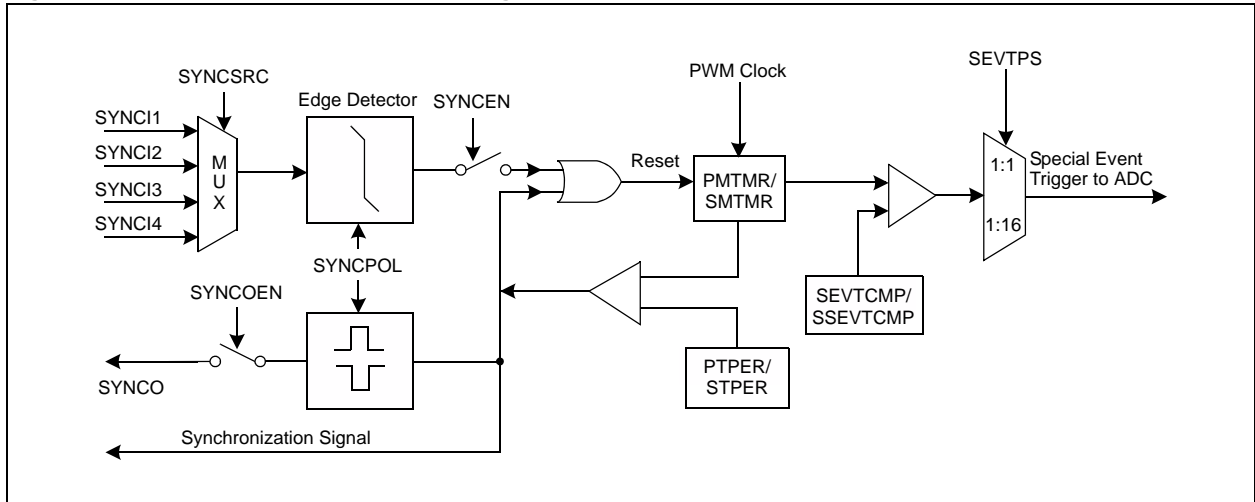 SYNCSRC
SYNCI1
SYNCI2
SYNCI3
SYNCI4
M
U
X
Edge Detector
SYNCEN
SYNCPOL
SYNCOEN
SYNCO
Synchronization Signal
Reset
PWM Clock
PMTMR/
SMTMR
PTPER/
STPER
SEVTCMP/
SSEVTCMP
SEVTPS
1:1
1:16
Special Event
Trigger to ADC